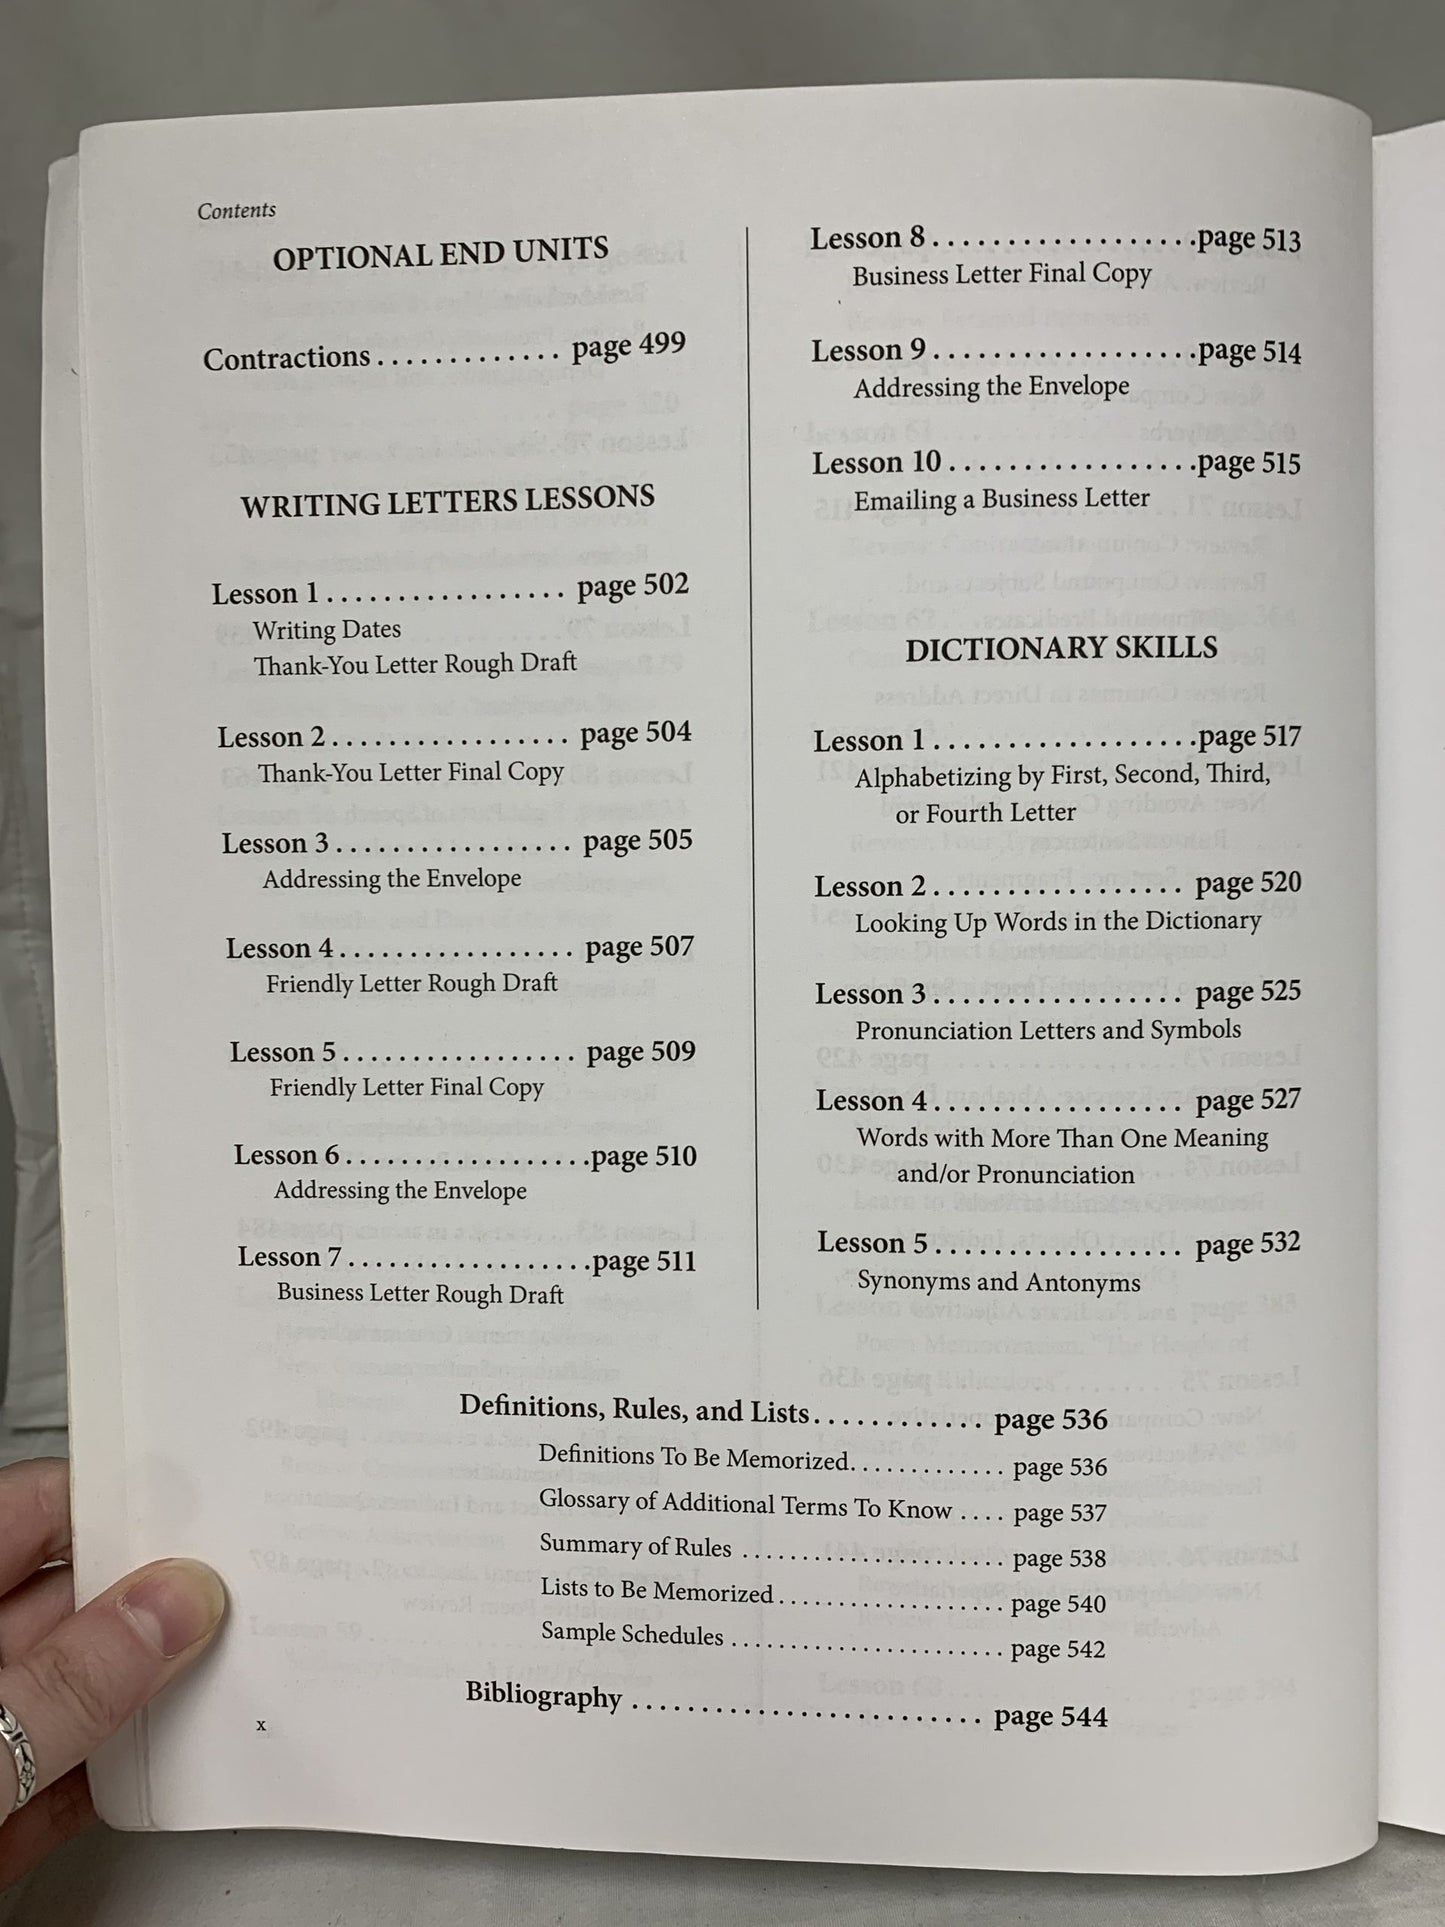 Contents
OPTIONAL END UNITS
Contractions . . . . . . . . . . . . . page 499
WRITING LETTERS LESSONS
Lesson 1 . . . . . . . . . . . . . . . . . page 502
Writing Dates
Thank-You Letter Rough Draft
Lesson 2 . . . . . . . . . . . . . . . . . page 504
Thank-You Letter Final Copy
Lesson 3 . . . . . . . . . . . . . . . . . page 505
Addressing the Envelope
Lesson 4 . . . . . . . . . . . . . . . . . page 507
Friendly Letter Rough Draft
Lesson 5 . . . . . . . . . . . . . . . . . page 509
Friendly Letter Final Copy
Lesson 6 . . . . . . . . . . . . . . . . . .page 510
Addressing the Envelope
Lesson 7 . . . . . . . . . . . . . . . . . .page 511
Business Letter Rough Draft
Lesson 8 . . . . . . . . . . . . . . . . . .page 513
Business Letter Final Copy
Lesson 9 . . . . . . . . . . . . . . . . . .page 514
Addressing the Envelope
Lesson 10 . . . . . . . . . . . . . . . . .page 515
Emailing a Business Letter
DICTIONARY SKILLS
Lesson 1 . . . . . . . . . . . . . . . . . .page 517
Alphabetizing by First, Second, Third,
or Fourth Letter
Lesson 2 . . . . . . . . . . . . . . . . . page 520
Looking Up Words in the Dictionary
Lesson 3 . . . . . . . . . . . . . . . . . page 525
Pronunciation Letters and Symbols
Lesson 4 . . . . . . . . . . . . . . . . . page 527
Words with More Than One Meaning
and/or Pronunciation
Lesson 5 . . . . . . . . . . . . . . . . . page 532
Synonyms and Antonyms
Definitions, Rules, and Lists. . . . . . . . . . . . page 536
Definitions To Be Memorized. . . . . . . . . . . . . page 536
Glossary of Additional Terms To Know . . . . page 537
Summary of Rules . . . . . . . . . . . . . . . . . . . . . . page 538
Lists to Be Memorized . . . . . . . . . . . . . . . . . . . page 540
Sample Schedules . . . . . . . . . . . . . . . . . . . . . . . page 542
Bibliography . . . . . . . . . . . . . . . . . . . . . . . . . page 544
x